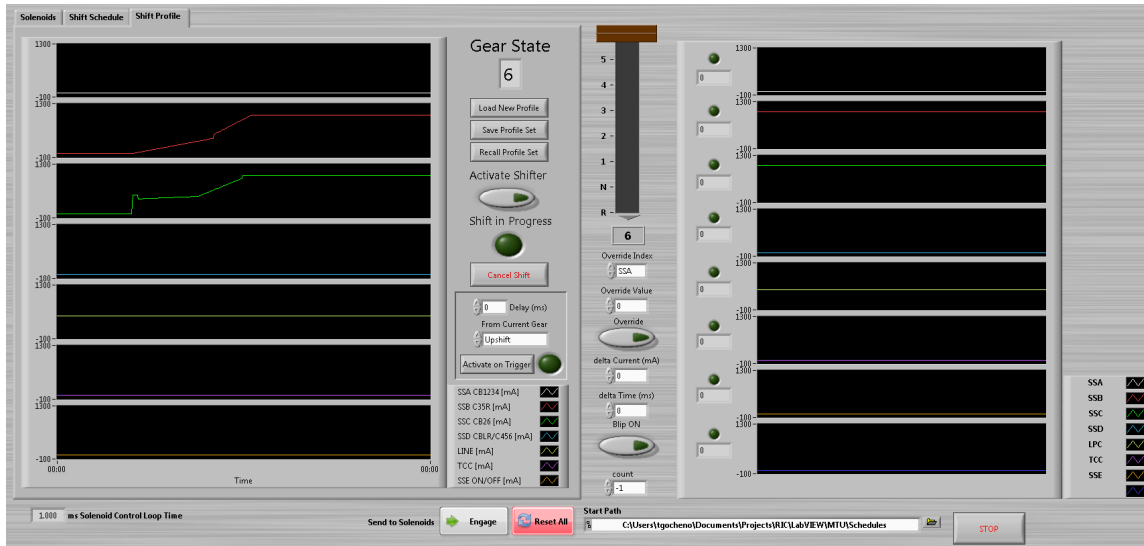 Solenoids Shift Schedule Shift Profile
1300
-100
1300
-100
1300
-100
1300
-100
1300
-100
1300
-100
1300
-100
00:00 00:00
Time
Gear State
6
Load New Profile
Save Profile Set
Recall Profile Set
Activate Shifter
Shift in Progress
Cancel Shift
0 Delay (ms)
From Current Gear
Upshift
Activate on Trigger
SSA CB1234 [mA]
SSB C35R [mA]
SSC CB26 [mA]
SSD CBLR/C456 [mA]
LINE [mA]
TCC [mA]
SSE ON/OFF [mA]
5
4
3
2
1
N
R
6
Override Index
SSA
Override Value
0
Override
delta Current (mA)
0
delta Time (ms)
0
Blip ON
count
-1
0
0
0
0
0
0
0
0
1300
-100
1300
-100
1300
-100
1300
-100
1300
-100
1300
-100
1300
-100
1300
-100
SSA
SSB
SSC
SSD
LPC
TCC
SSE
1.000 ms Solenoid Control Loop Time
Send to Solenoids Engage Reset All
Start Path
C:\Users\tgocheno\Documents\Projects\RIC\LabVIEW\MTU\Schedules
STOP